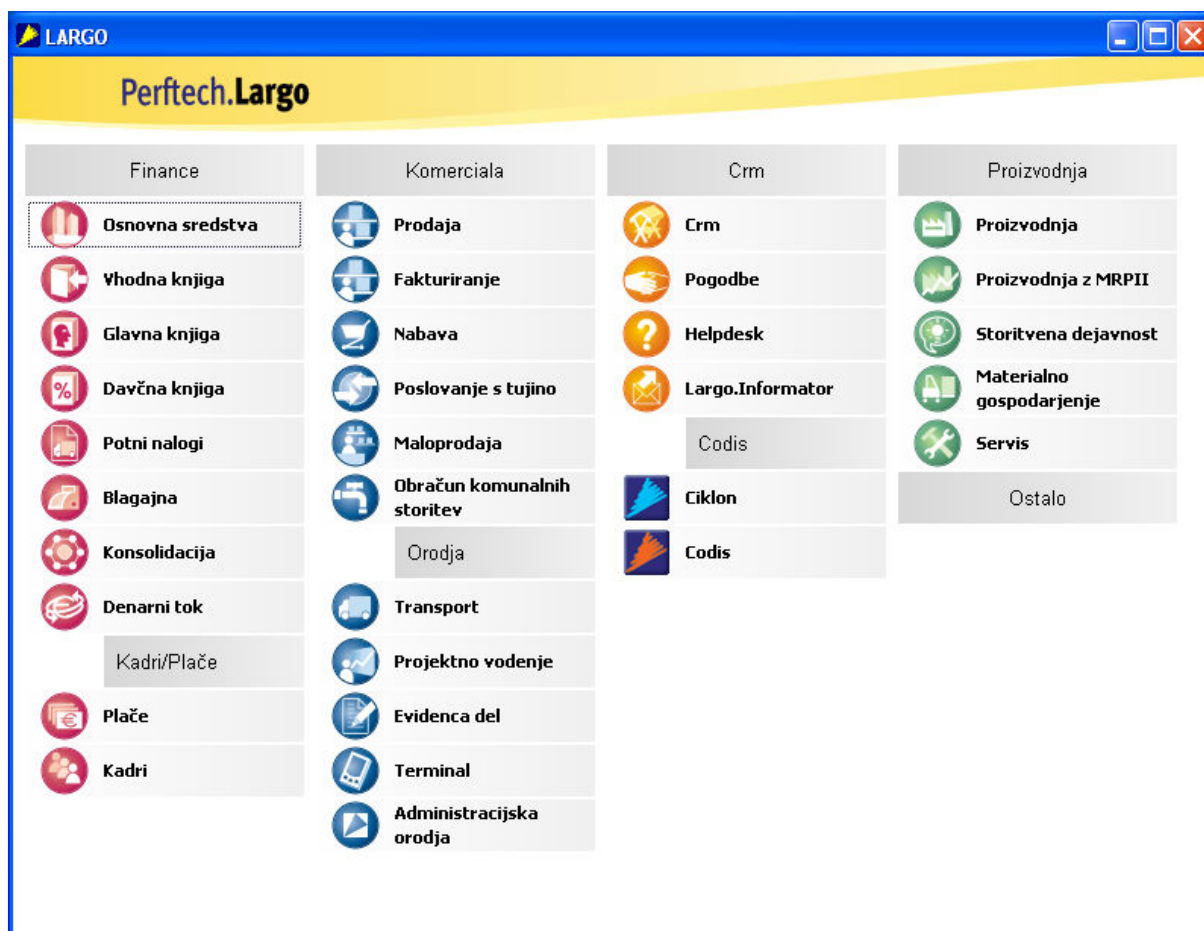 LARGO
Perftech.Largo
Finance
Osnovna sredstva
Vhodna knjiga
Glavna knjiga
Davčna knjiga
Potni nalogi
Blagajna
Konsolidacija
Denarni tok
Kadri/Plače
Plače
Kadri
Komerciala
Prodaja
Fakturiranje
Nabava
Poslovanje s tujino
Maloprodaja
Obračun komunalnih
storitev
Orodja
Transport
Projektno vodenje
Evidenca del
Terminal
Administracijska
orodja
Crm
Crm
Pogodbe
Helpdesk
Largo.Informator
Codis
Ciklon
Codis
Proizvodnja
Proizvodnja
Proizvodnja z MRPII
Storitvena dejavnost
Materialno
gospodarjenje
Servis
Ostalo